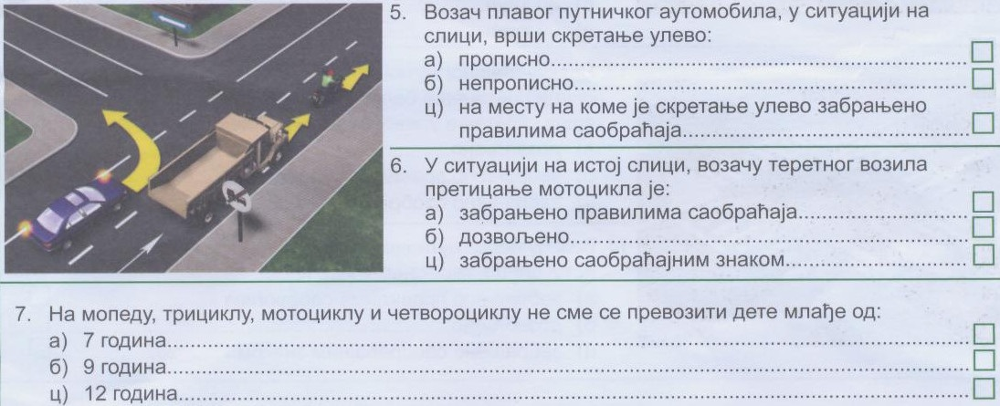 5. Возач плавог путничког аутомобила, у ситуацији на
слици, врши скретање улево:
а) прописно
б) непрописно
ц) на месту на коме је скретање улево забрањено
правилима саобраћаја
6. У ситуацији на истој слици, возачу теретног возила
претицање мотоцикла је:
а) забрањено правилима саобраћаја
б) дозвољено
ц) забрањено саобраћајним знаком
7. На мопеду, трициклу, мотоциклу и четвороциклу не сме се превозити дете млађе од:
а) 7 година
б) 9 година
ц) 12 година